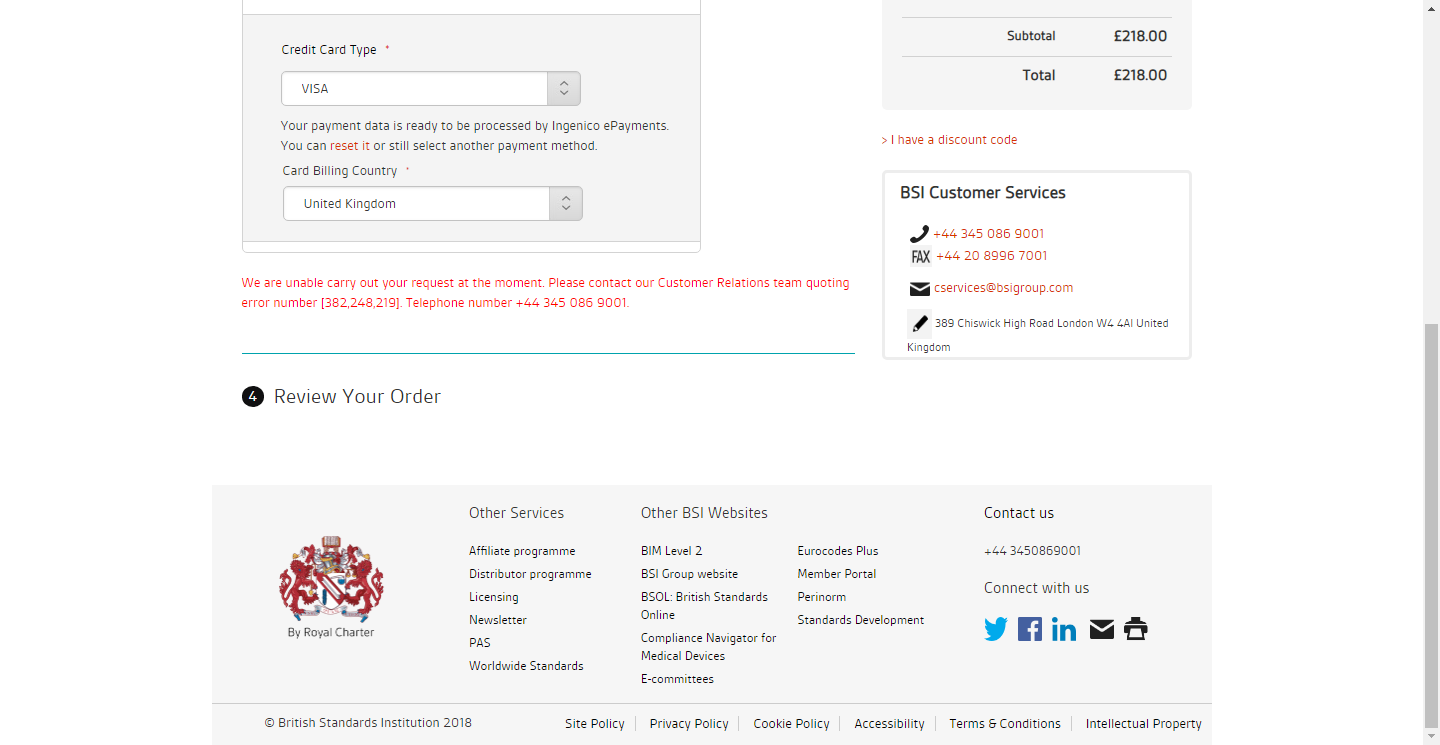 Credit Card Type *
VISA
Your payment data is ready to be processed by Ingenico ePayments.
You can reset it or still select another payment method.
Card Billing Country *
United Kingdom
We are unable carry out your request at the moment. Please contact our Customer Relations team quoting
error number [382,248,219]. Telephone number +44 345 086 9001.
4 Review Your Order
Subtotal £218.00
Total £218.00
> I have a discount code
BSI Customer Services
+44 345 086 9001
FAX +44 20 8996 7001
cservices@bsigroup.com
389 Chiswick High Road London W4 4Al United
Kingdom
By Royal Charter
Other Services
Affiliate programme
Distributor programme
Licensing
Newsletter
PAS
Worldwide Standards
Other BSI Websites
BIM Level 2
BSI Group website
BSOL: British Standards
Online
Compliance Navigator for
Medical Devices
E-committees
Eurocodes Plus
Member Portal
Perinorm
Standards Development
Contact us
+44 3450869001
Connect with us
© British Standards Institution 2018
Site Policy
Privacy Policy
Cookie Policy
Accessibility
Terms & Conditions
Intellectual Property